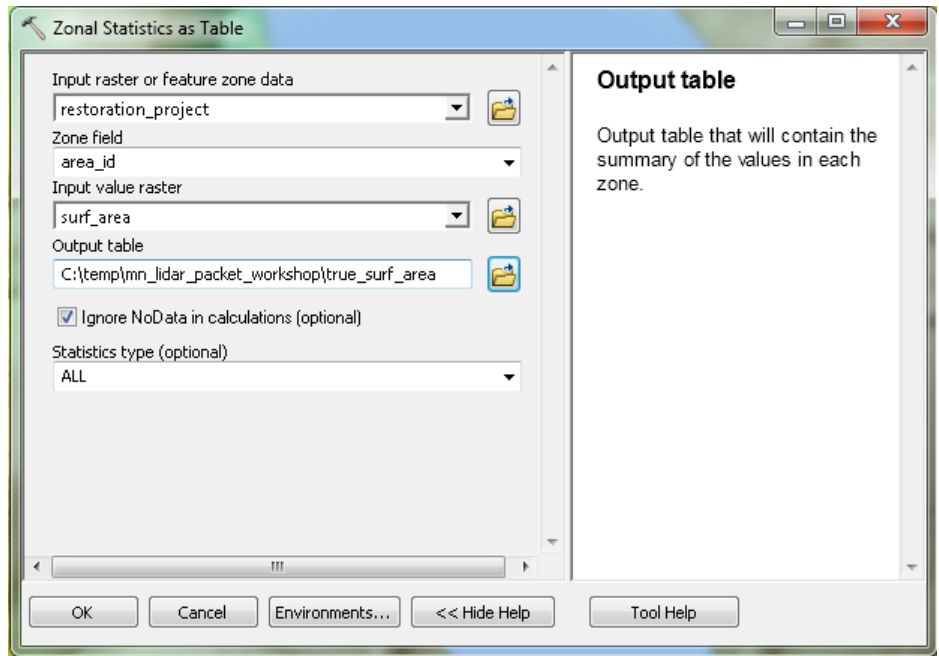 Zonal Statistics as Table
Input raster or feature zone data
restoration_project
Zone field
area_id
Input value raster
surf_area
Output table
C:\temp\mn_lidar_packet_workshop\true_surf_area
Ignore NoData in calculations (optional)
Statistics type (optional)
ALL
Output table
Output table that will contain the
summary of the values in each
zone.
OK
Cancel
Environments...
<< Hide Help
Tool Help